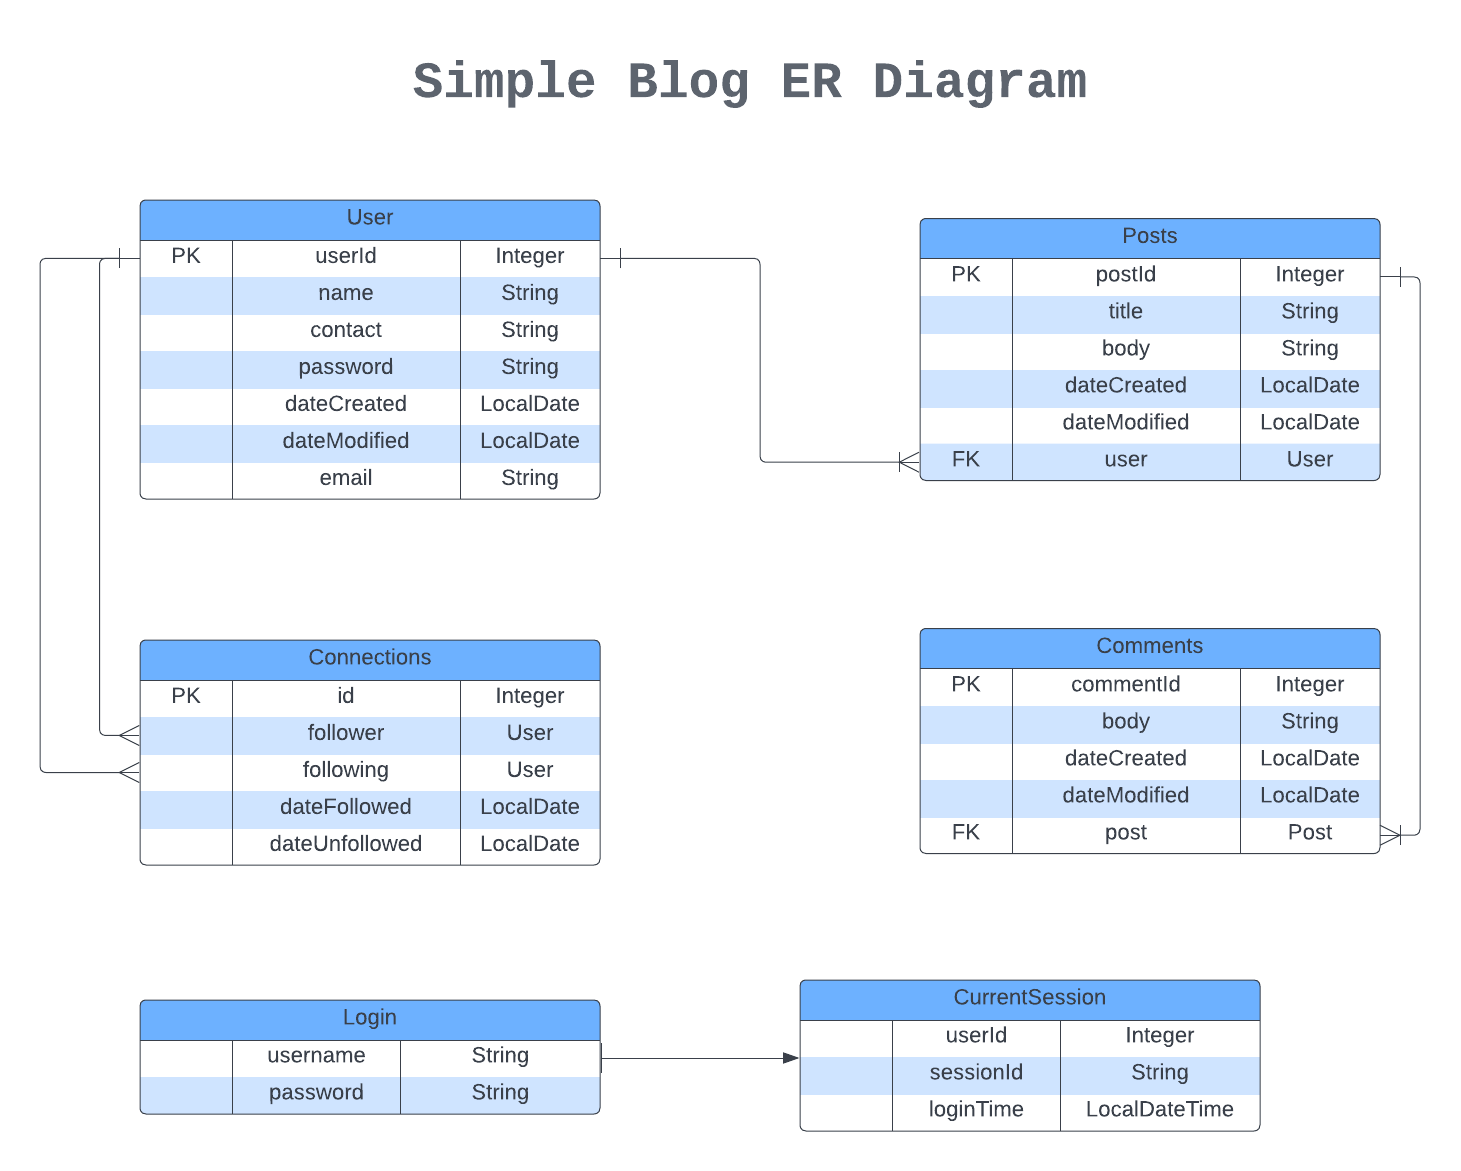 Simple Blog ER Diagram
User
PK userId Integer
name String
contact String
password String
dateCreated LocalDate
dateModified LocalDate
email String
Posts
PK postId Integer
title String
body String
dateCreated LocalDate
dateModified LocalDate
FK user User
Connections
PK id Integer
follower User
following User
dateFollowed LocalDate
dateUnfollowed LocalDate
Comments
PK commentId Integer
body String
dateCreated LocalDate
dateModified LocalDate
FK post Post
Login
username String
password String
CurrentSession
userId Integer
sessionId String
loginTime LocalDateTime